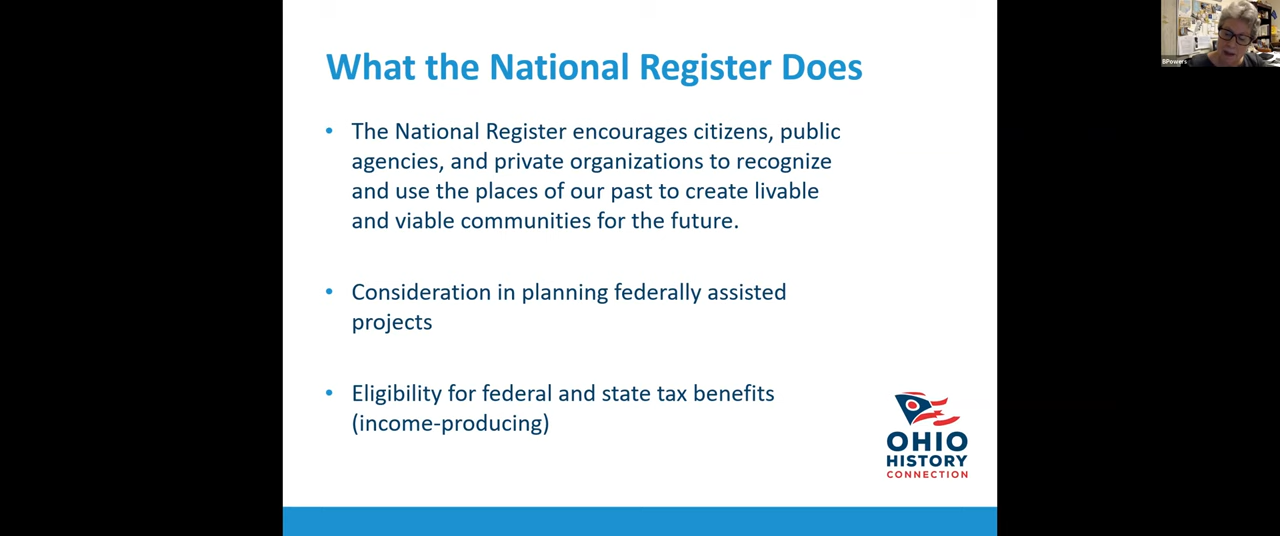 What the National Register Does
• The National Register encourages citizens, public
agencies, and private organizations to recognize
and use the places of our past to create livable
and viable communities for the future.
• Consideration in planning federally assisted
projects
• Eligibility for federal and state tax benefits
(income-producing)
OHIO
HISTORY
CONNECTION
BPowers